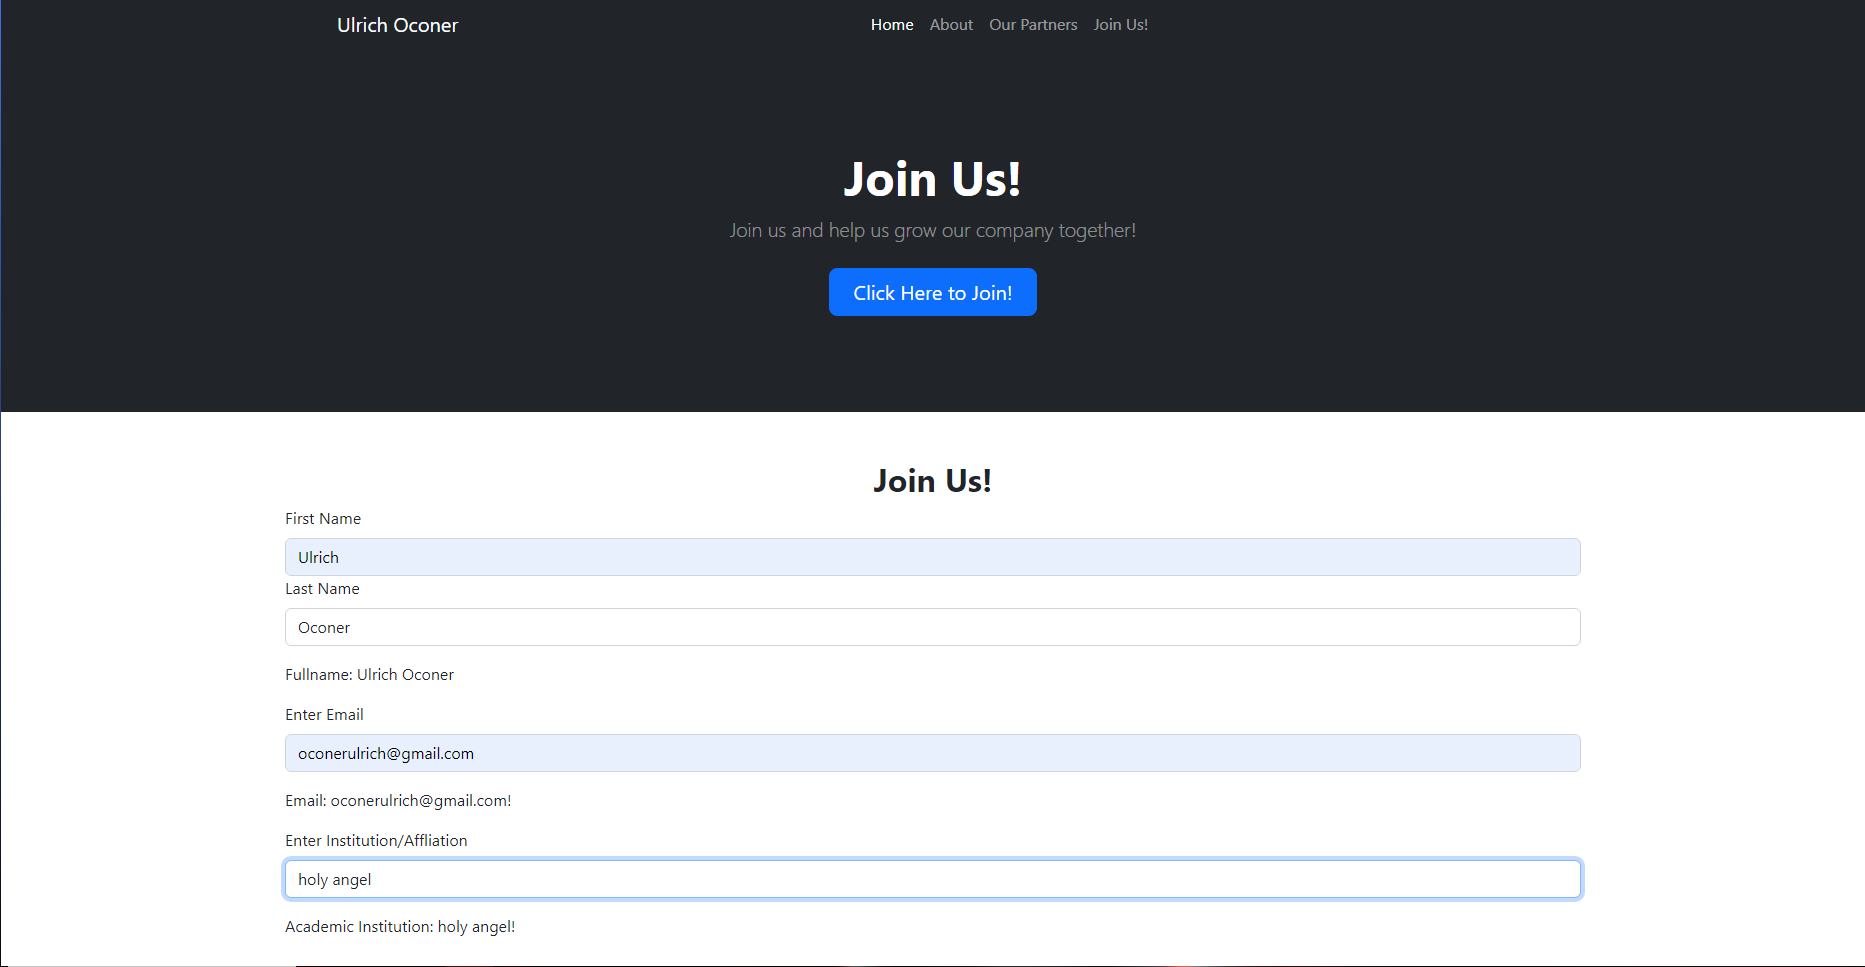 Ulrich Oconer Home About Our Partners Join Us!
Join Us!
Join us and help us grow our company together!
Click Here to Join!
Join Us!
First Name
Ulrich
Last Name
Oconer
Fullname: Ulrich Oconer
Enter Email
oconerulrich@gmail.com
Email: oconerulrich@gmail.com!
Enter Institution/Affliation
holy angel
Academic Institution: holy angel!